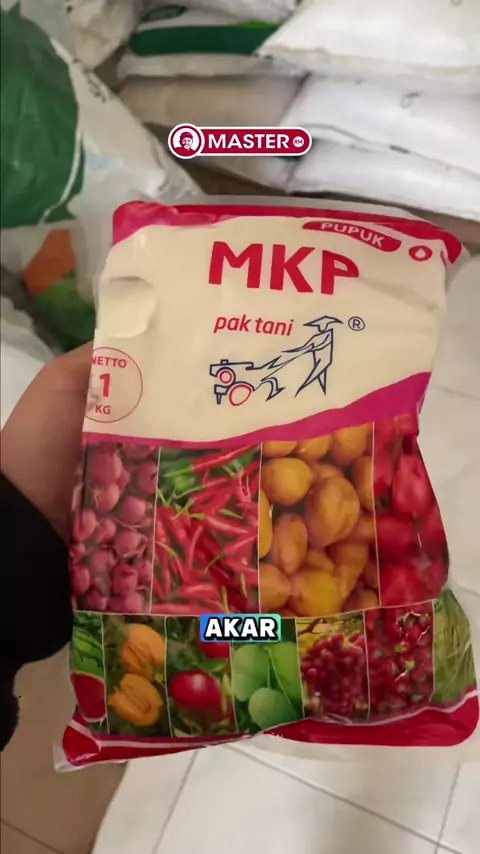 MASTER
PUPUK
MKP
pak tani ®
NETTO
1
KG
AKAR